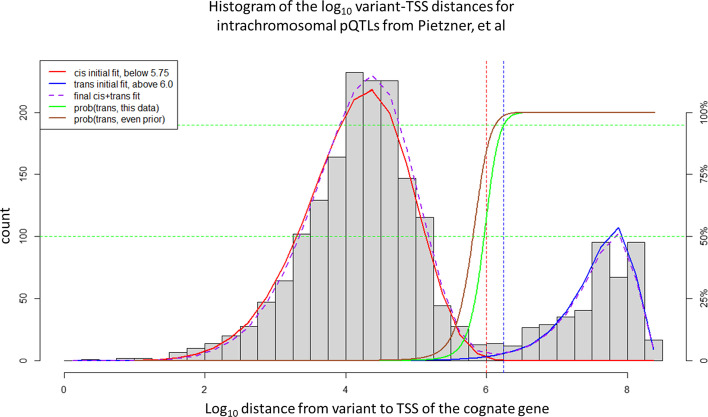 Histogram of the log10 variant-TSS distances for
intrachromosomal pQTLs from Pietzner, et al
cis initial fit, below 5.75
trans initial fit, above 6.0
final cis+trans fit
prob(trans, this data)
prob(trans, even prior)
count
200
150
100
50
0
100%
75%
50%
25%
0
0
2
4
6
8
Log10 distance from variant to TSS of the cognate gene